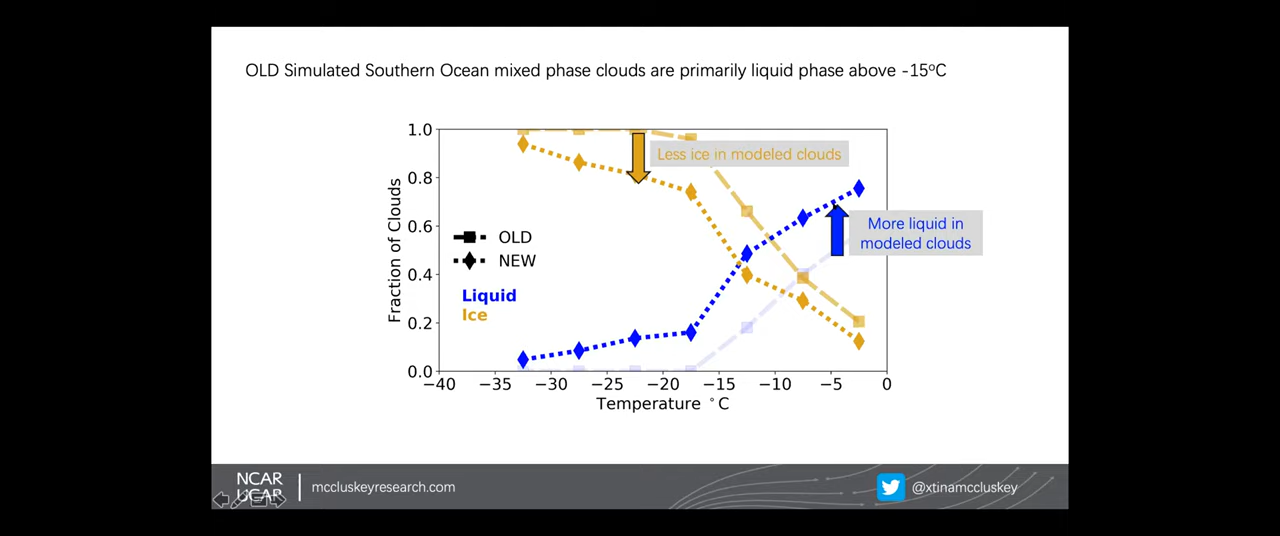 OLD Simulated Southern Ocean mixed phase clouds are primarily liquid phase above -15°C
1.0
0.8
0.6
0.4
0.2
0.0
Fraction of Clouds
Less ice in modeled clouds
More liquid in
modeled clouds
OLD
NEW
Liquid
Ice
−40 −35 −30 −25 −20 −15 −10 −5 0
Temperature °C
NCAR
UCAR
mccluskeyresearch.com
@xtinamccluskey